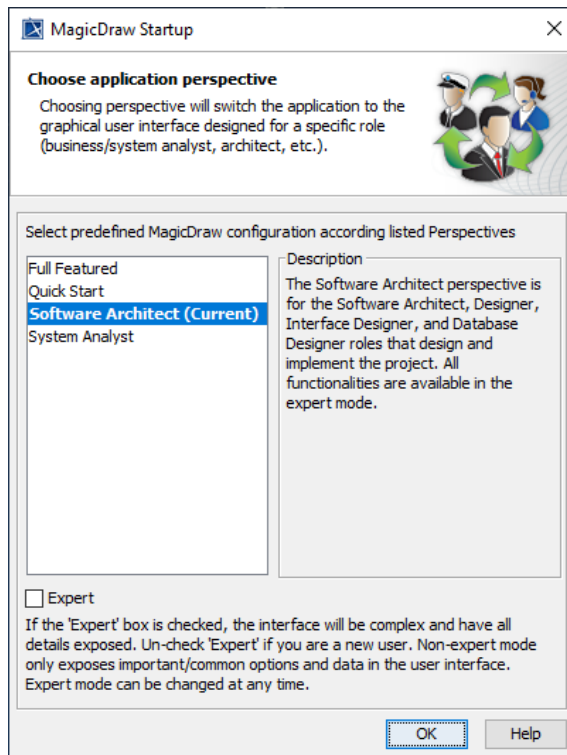 MagicDraw Startup
Choose application perspective
Choosing perspective will switch the application to the
graphical user interface designed for a specific role
(business/system analyst, architect, etc.).
Select predefined MagicDraw configuration according listed Perspectives
Full Featured
Quick Start
Software Architect (Current)
System Analyst
Description
The Software Architect perspective is
for the Software Architect, Designer,
Interface Designer, and Database
Designer roles that design and
implement the project. All
functionalities are available in the
expert mode.
Expert
If the 'Expert' box is checked, the interface will be complex and have all
details exposed. Un-check 'Expert' if you are a new user. Non-expert mode
only exposes important/common options and data in the user interface.
Expert mode can be changed at any time.
OK
Help